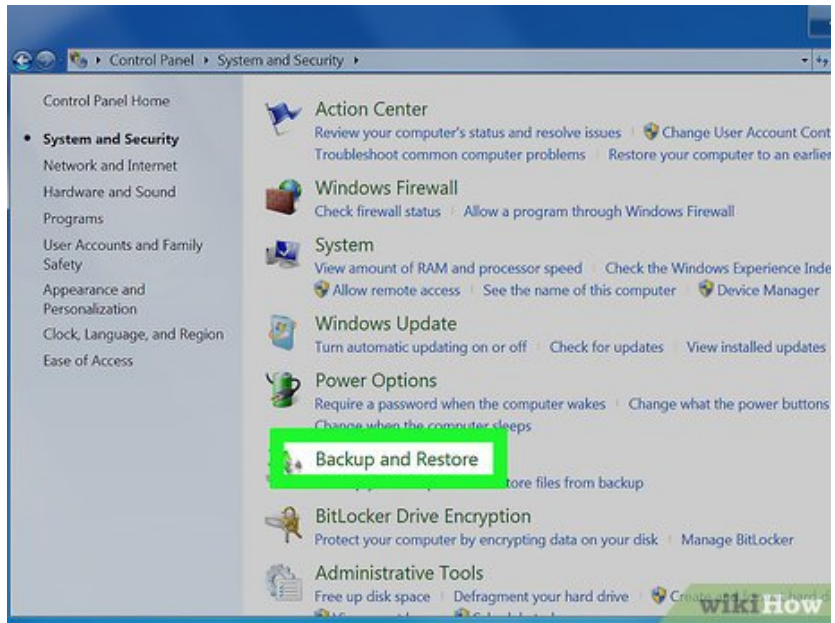 Control Panel System and Security
Control Panel Home
System and Security
Network and Internet
Hardware and Sound
Programs
User Accounts and Family
Safety
Appearance and
Personalization
Clock, Language, and Region
Ease of Access
Action Center
Review your computer's status and resolve issues Change User Account Cont
Troubleshoot common computer problems Restore your computer to an earlier
Windows Firewall
Check firewall status Allow a program through Windows Firewall
System
View amount of RAM and processor speed Check the Windows Experience Inde
Allow remote access See the name of this computer Device Manager
Windows Update
Turn automatic updating on or off Check for updates View installed updates
Power Options
Require a password when the computer wakes Change what the power buttons
Change when the computer sleeps
Backup and Restore
store files from backup
BitLocker Drive Encryption
Protect your computer by encrypting data on your disk Manage BitLocker
Administrative Tools
Free up disk space Defragment your hard drive Create and
wikiHow